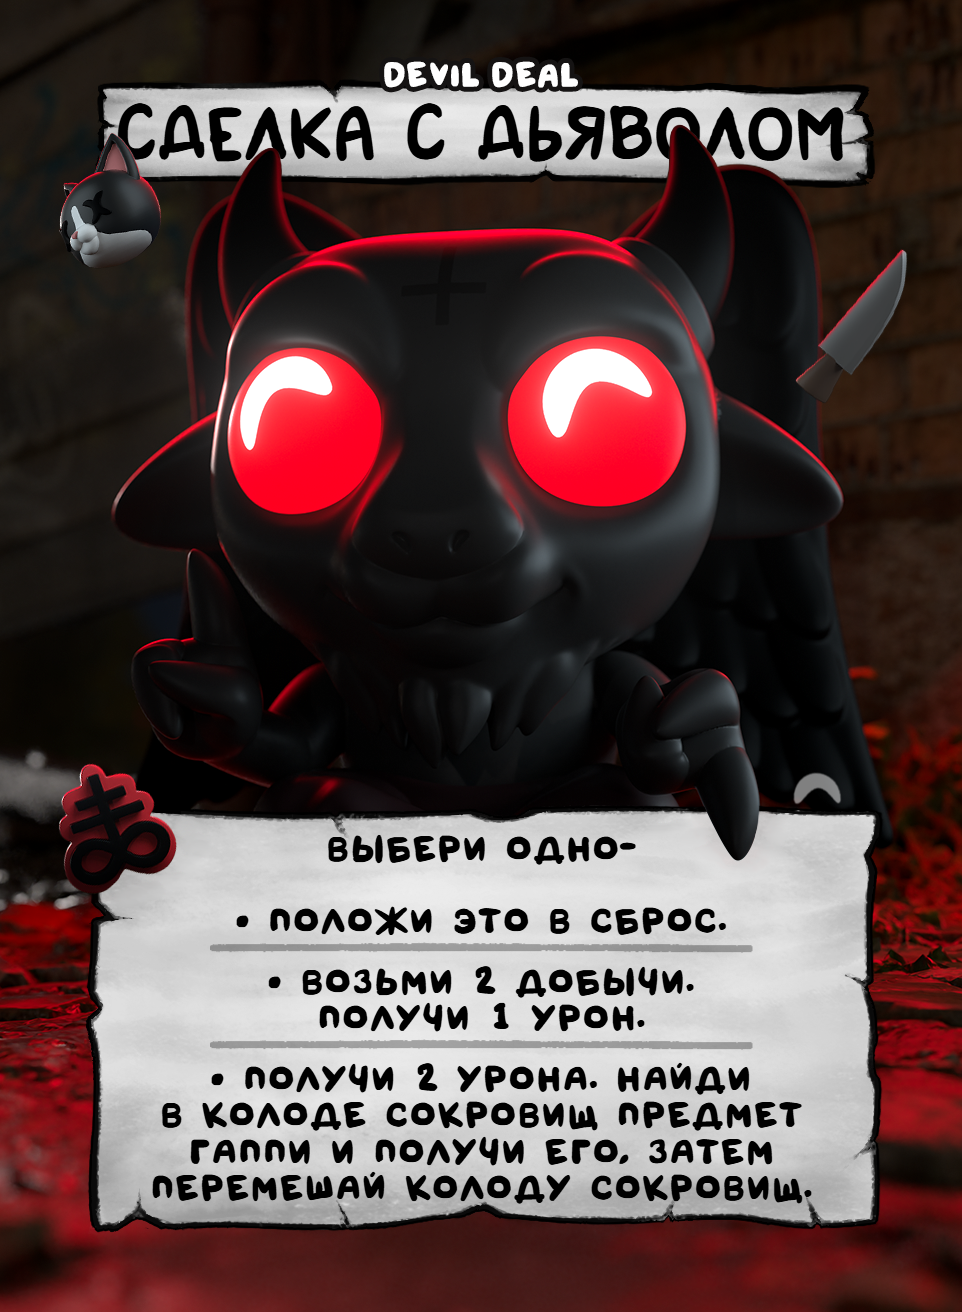 DEVIL DEAL
СДЕЛКА С ДЬЯВОЛОМ
ВЫБЕРИ ОДНО-
• ПОЛОЖИ ЭТО В СБРОС.
• ВОЗЬМИ 2 ДОБЫЧИ.
ПОЛУЧИ 1 УРОН.
• ПОЛУЧИ 2 УРОНА. НАЙДИ
В КОЛОДЕ СОКРОВИЩ ПРЕДМЕТ
ГАППИ И ПОЛУЧИ ЕГО. ЗАТЕМ
ПЕРЕМЕШАЙ КОЛОДУ СОКРОВИЩ.